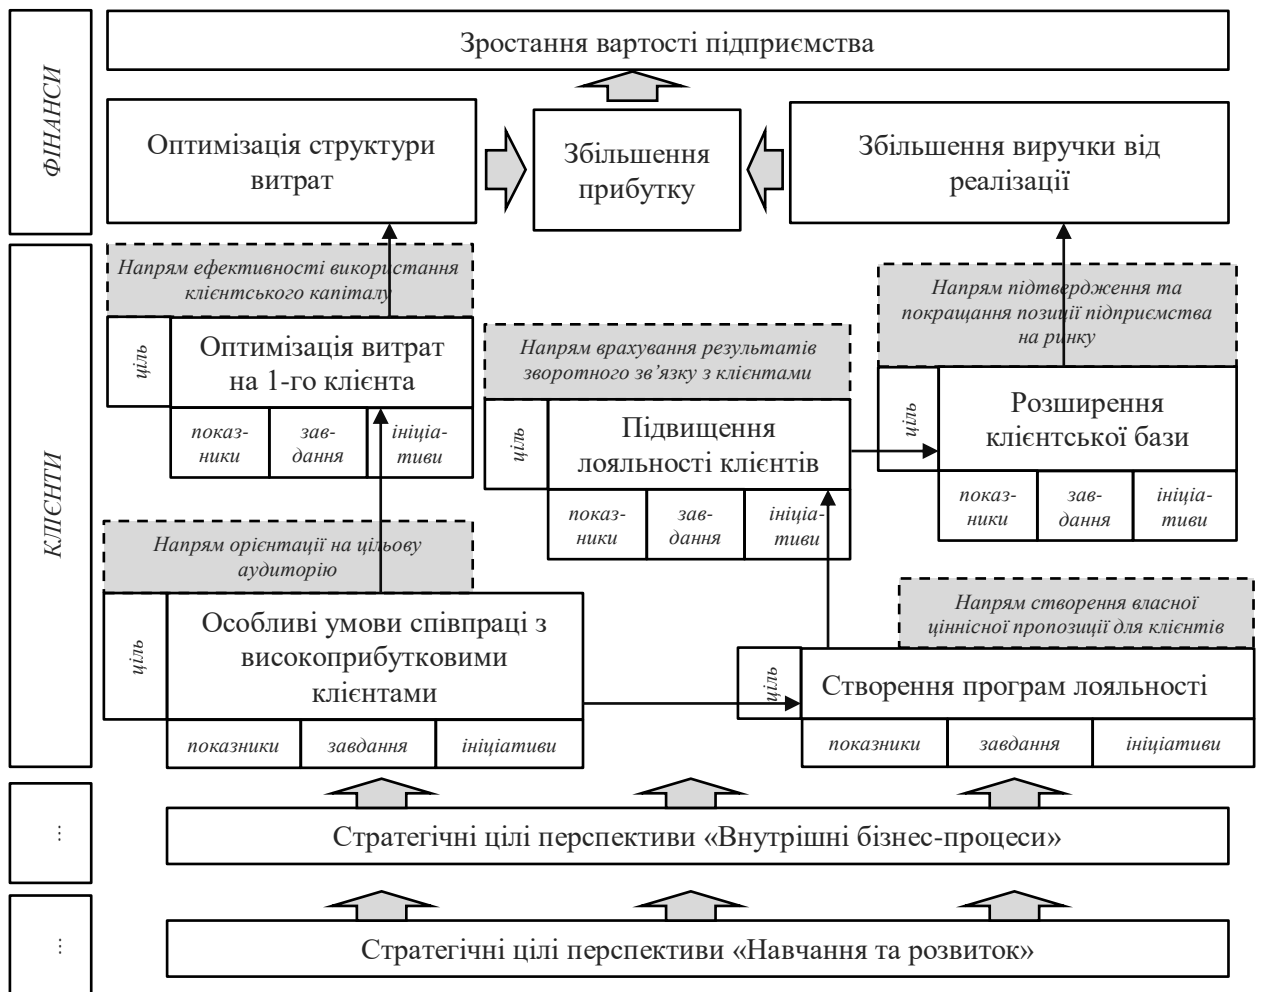 ФІНАНСИ
Зростання вартості підприємства
Оптимізація структури
витрат
Збільшення
прибутку
Збільшення виручки від
реалізації
КЛІЄНТИ
Напрям ефективності використання
клієнтського капіталу
ціль
Оптимізація витрат
на 1-го клієнта
показ-
ники
зав-
дання
ініціа-
тиви
Напрям врахування результатів
зворотного зв’язку з клієнтами
ціль
Підвищення
лояльності клієнтів
показ-
ники
зав-
дання
ініціа-
тиви
Напрям підтвердження та
покращання позиції підприємства
на ринку
ціль
Розширення
клієнтської бази
показ-
ники
зав-
дання
ініціа-
тиви
Напрям орієнтації на цільову
аудиторію
ціль
Особливі умови співпраці з
високоприбутковими
клієнтами
показники
завдання
ініціативи
Напрям створення власної
ціннісної пропозиції для клієнтів
ціль
Створення програм лояльності
показники
завдання
ініціативи
...
Стратегічні цілі перспективи «Внутрішні бізнес-процеси»
...
Стратегічні цілі перспективи «Навчання та розвиток»